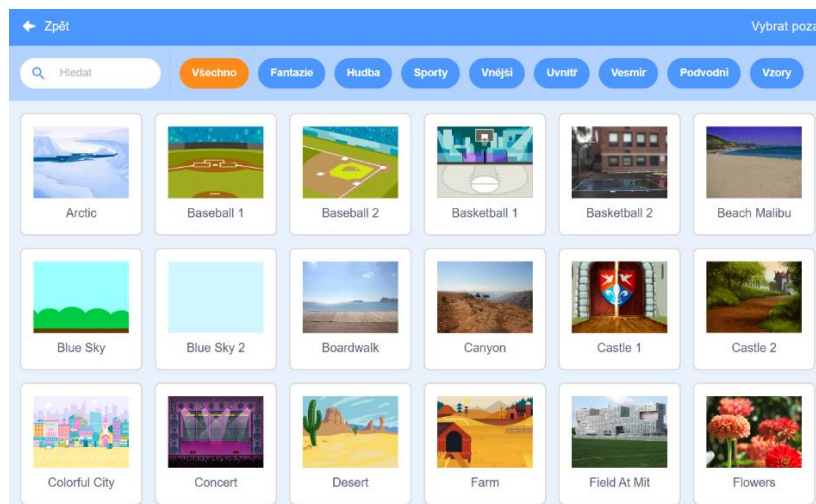 Zpět
Vybrat poza
Hledat
Všechno Fantazie Hudba Sporty Vnější Uvnitř Vesmír Podvodní Vzory
Arctic Baseball 1 Baseball 2 Basketball 1 Basketball 2 Beach Malibu
Blue Sky Blue Sky 2 Boardwalk Canyon Castle 1 Castle 2
Colorful City Concert Desert Farm Field At Mit Flowers